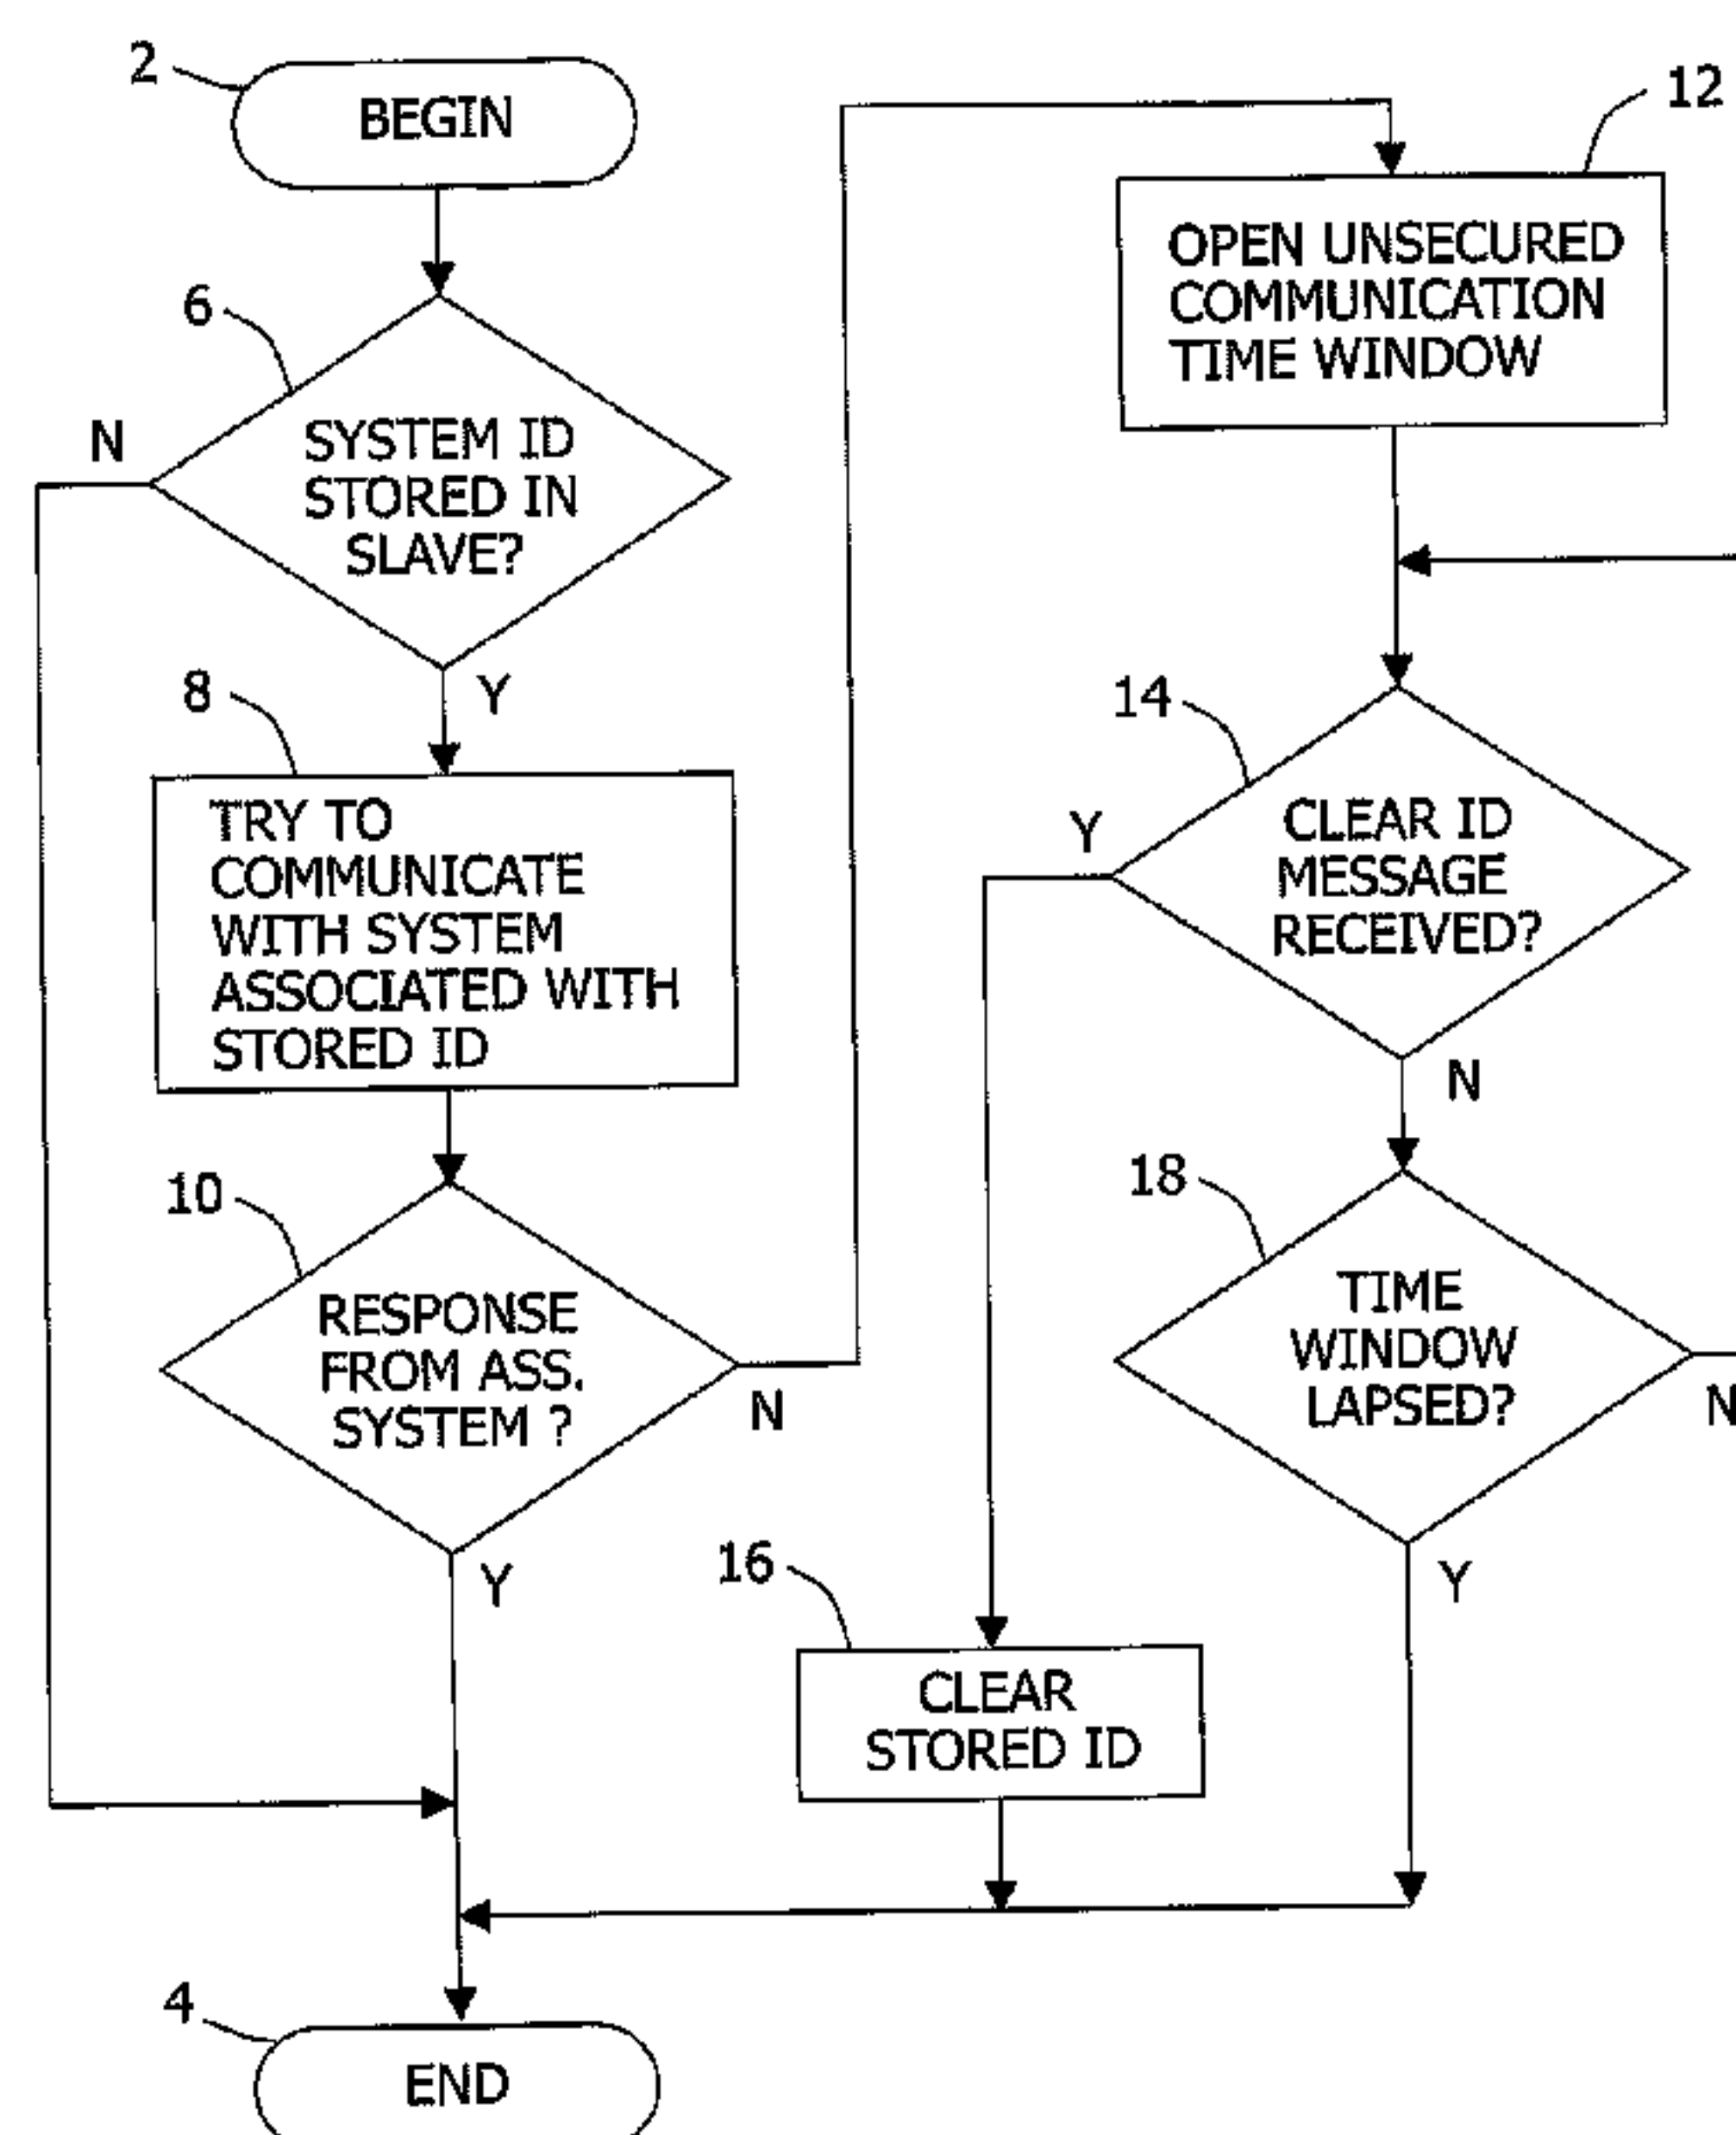 2
BEGIN
6
N
SYSTEM ID
STORED IN
SLAVE?
Y
8
TRY TO
COMMUNICATE
WITH SYSTEM
ASSOCIATED WITH
STORED ID
10
RESPONSE
FROM ASS.
SYSTEM ?
N
Y
12
OPEN UNSECURED
COMMUNICATION
TIME WINDOW
14
Y
CLEAR ID
MESSAGE
RECEIVED?
N
18
TIME
WINDOW
LAPSED?
N
Y
16
CLEAR
STORED ID
4
END